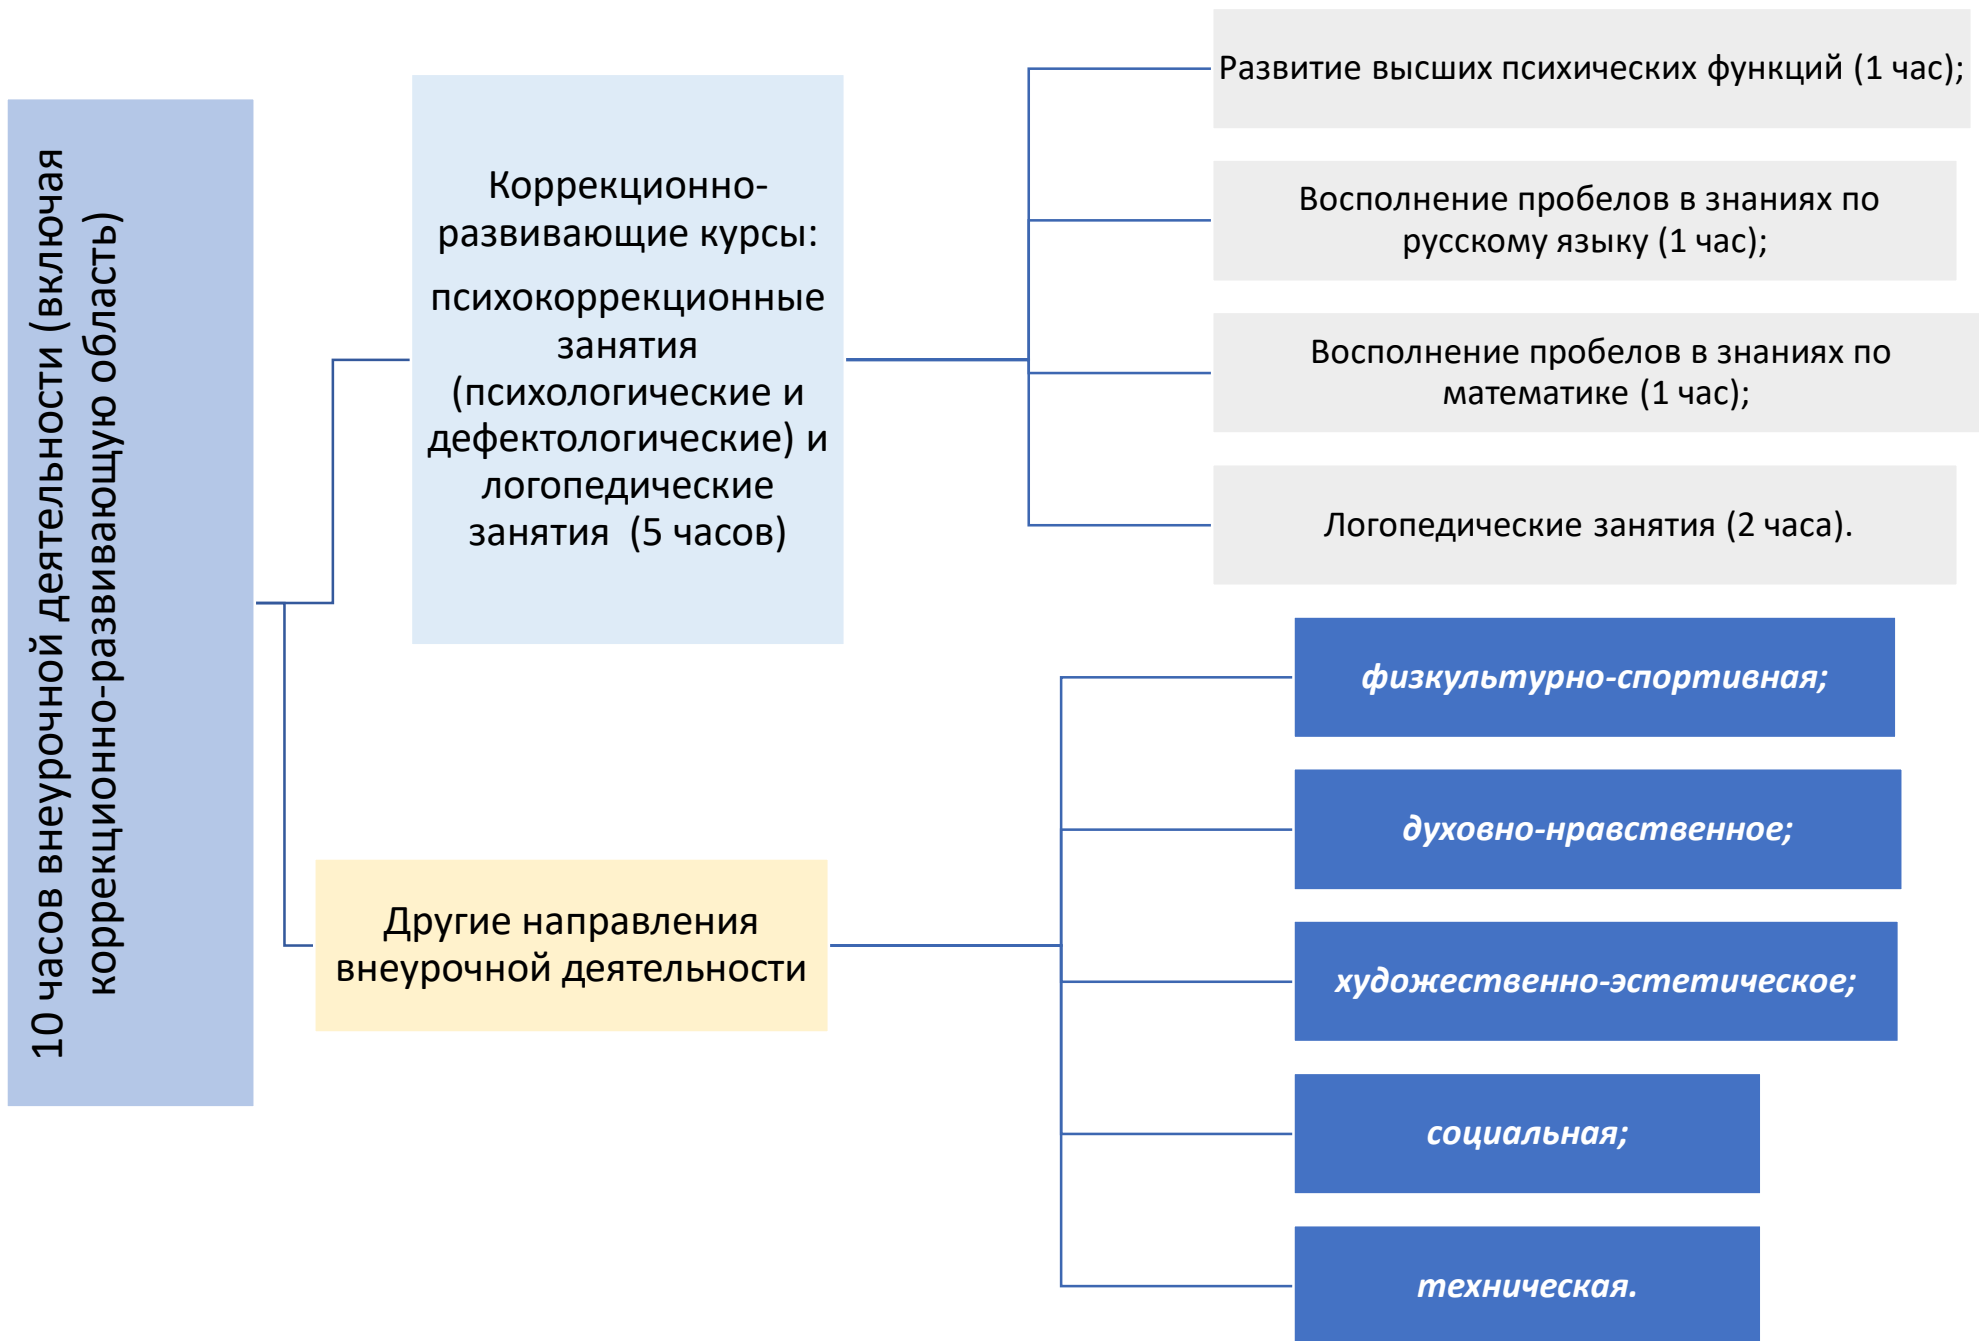 10 часов внеурочной деятельности (включая
коррекционно-развивающую область)
Коррекционно-
развивающие курсы:
психокоррекционные
занятия
(психологические и
дефектологические) и
логопедические
занятия (5 часов)
Развитие высших психических функций (1 час);
Восполнение пробелов в знаниях по
русскому языку (1 час);
Восполнение пробелов в знаниях по
математике (1 час);
Логопедические занятия (2 часа).
Другие направления
внеурочной деятельности
физкультурно-спортивная;
духовно-нравственное;
художественно-эстетическое;
социальная;
техническая.